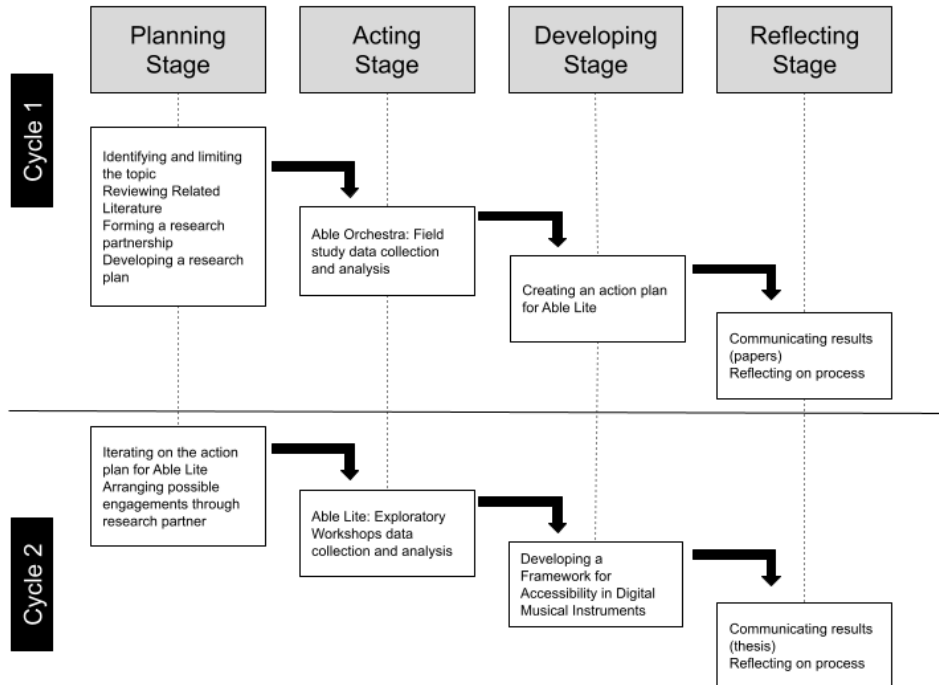 Planning
Stage
Acting
Stage
Developing
Stage
Reflecting
Stage
Cycle 1
Identifying and limiting
the topic
Reviewing Related
Literature
Forming a research
partnership
Developing a research
plan
Able Orchestra: Field
study data collection
and analysis
Creating an action plan
for Able Lite
Communicating results
(papers)
Reflecting on process
Cycle 2
Iterating on the action
plan for Able Lite
Arranging possible
engagements through
research partner
Able Lite: Exploratory
Workshops data
collection and analysis
Developing a
Framework for
Accessibility in Digital
Musical Instruments
Communicating results
(thesis)
Reflecting on process